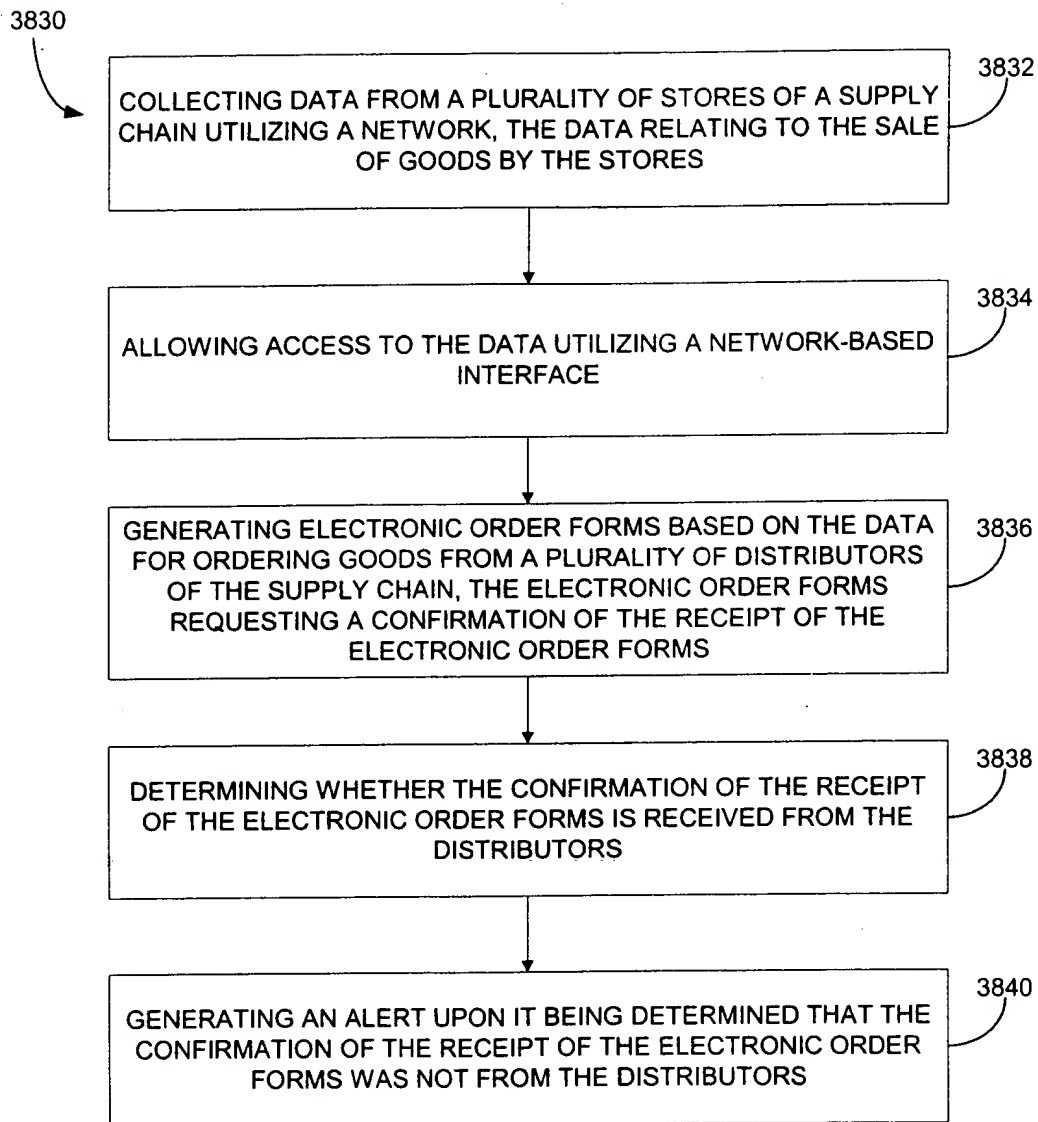 3830
COLLECTING DATA FROM A PLURALITY OF STORES OF A SUPPLY
CHAIN UTILIZING A NETWORK, THE DATA RELATING TO THE SALE
OF GOODS BY THE STORES
3832
ALLOWING ACCESS TO THE DATA UTILIZING A NETWORK-BASED
INTERFACE
3834
GENERATING ELECTRONIC ORDER FORMS BASED ON THE DATA
FOR ORDERING GOODS FROM A PLURALITY OF DISTRIBUTORS
OF THE SUPPLY CHAIN, THE ELECTRONIC ORDER FORMS
REQUESTING A CONFIRMATION OF THE RECEIPT OF THE
ELECTRONIC ORDER FORMS
3836
DETERMINING WHETHER THE CONFIRMATION OF THE RECEIPT
OF THE ELECTRONIC ORDER FORMS IS RECEIVED FROM THE
DISTRIBUTORS
3838
GENERATING AN ALERT UPON IT BEING DETERMINED THAT THE
CONFIRMATION OF THE RECEIPT OF THE ELECTRONIC ORDER
FORMS WAS NOT FROM THE DISTRIBUTORS
3840